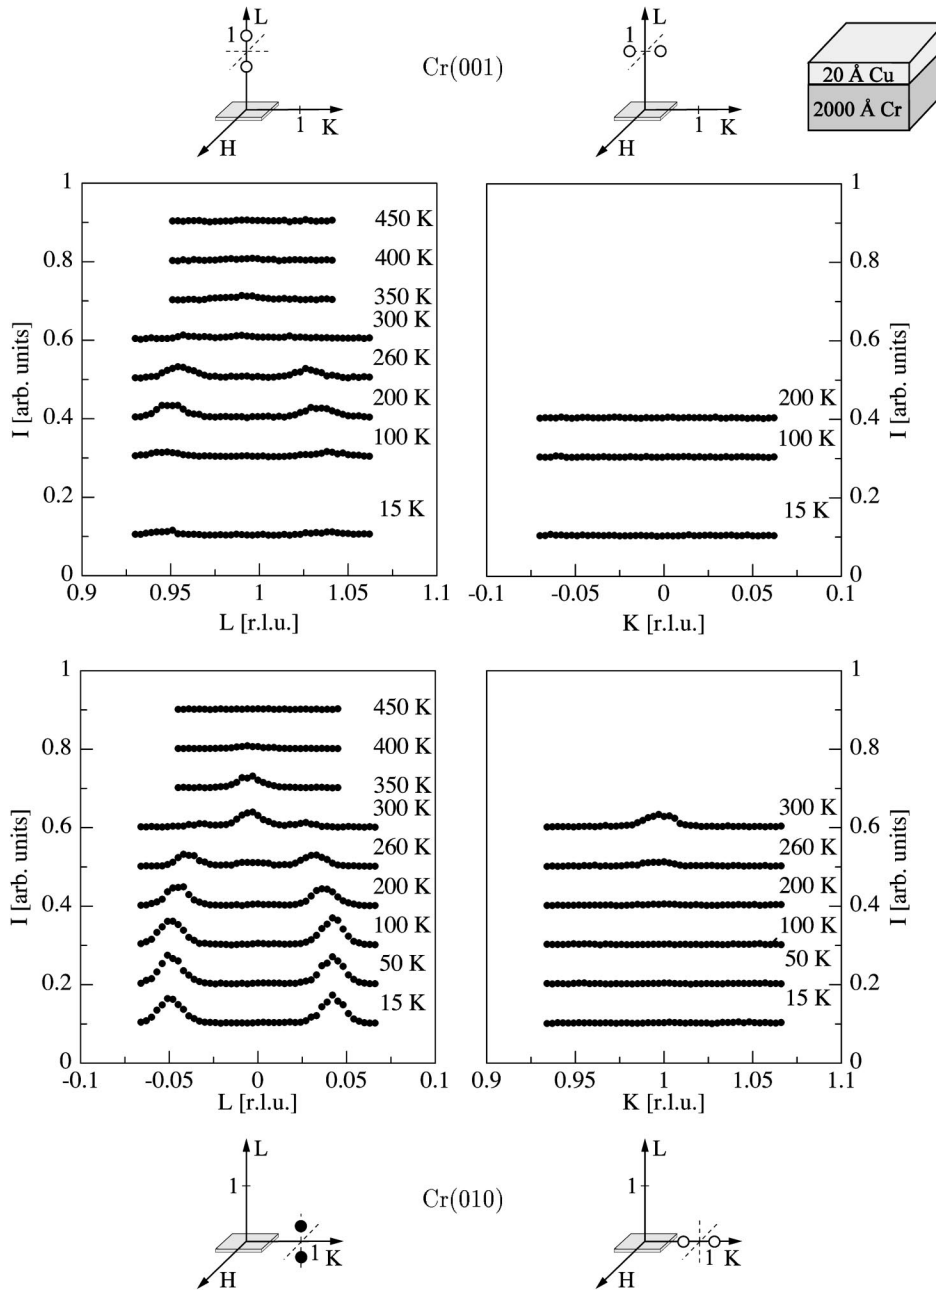 L
1
1
K
H
Cr(001)
L
1
1
K
H
20 Å Cu
2000 Å Cr
1
0.8
0.6
0.4
0.2
0
I [arb. units]
450 K
400 K
350 K
300 K
260 K
200 K
100 K
15 K
0.9
0.95
1
1.05
1.1
L [r.l.u.]
200 K
100 K
15 K
1
0.8
0.6
0.4
0.2
0
I [arb. units]
-0.1
-0.05
0
0.05
0.1
K [r.l.u.]
1
0.8
0.6
0.4
0.2
0
I [arb. units]
450 K
400 K
350 K
300 K
260 K
200 K
100 K
50 K
15 K
-0.1
-0.05
0
0.05
0.1
L [r.l.u.]
300 K
260 K
200 K
100 K
50 K
15 K
1
0.8
0.6
0.4
0.2
0
I [arb. units]
0.9
0.95
1
1.05
1.1
K [r.l.u.]
L
1
1
K
H
Cr(010)
L
1
1
K
H